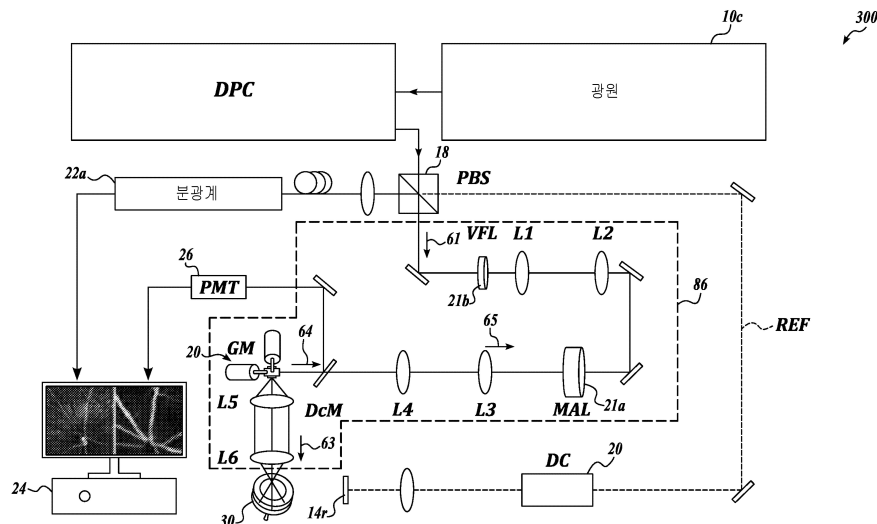 300
10c
DPC
광원
18
22a
분광계
PBS
61
VFL
L1
L2
26
PMT
21b
86
64
65
REF
20
GM
L5
DcM
L4
L3
MAL
21a
L6
63
DC
20
24
30
14r